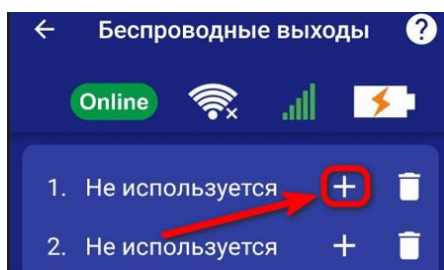 Беспроводные выходы ?
Online
1. Не используется +
2. Не используется +